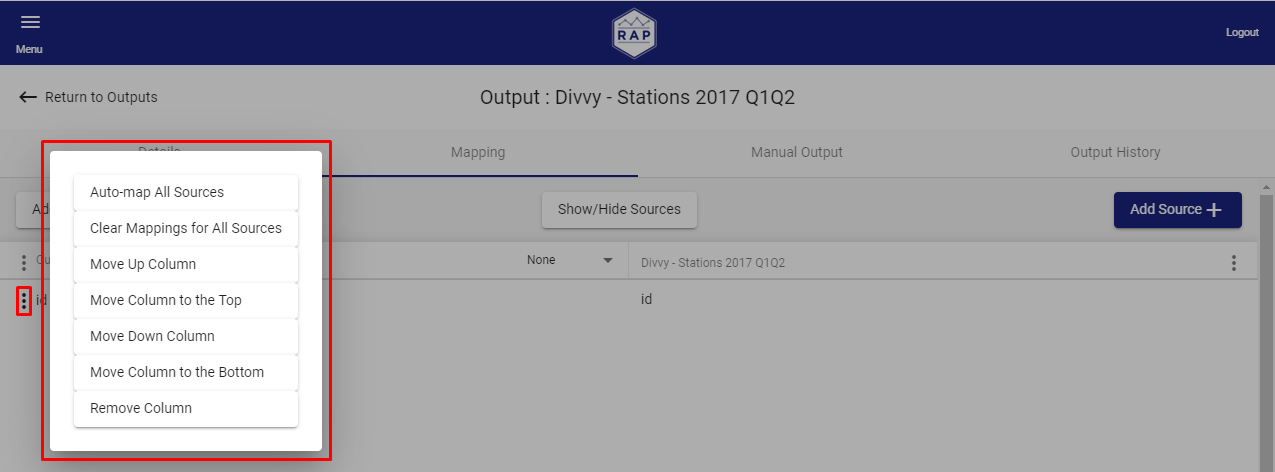 Menu
RAP
Logout
Return to Outputs
Output : Divvy - Stations 2017 Q1Q2
Details
Mapping
Manual Output
Output History
Auto-map All Sources
Clear Mappings for All Sources
Move Up Column
Move Column to the Top
Move Down Column
Move Column to the Bottom
Remove Column
Show/Hide Sources
Add Source
None
Divvy - Stations 2017 Q1Q2
id
id